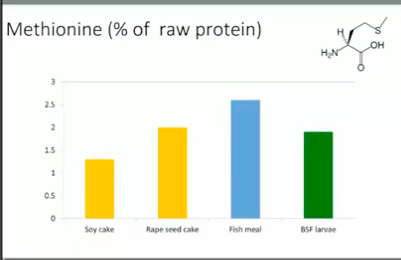 Methionine (% of raw protein)
H
S
H₂N
OH
O
3
2.5
2
1.5
1
0.5
0
Soy cake
Rape seed cake
Fish meal
BSF larvae